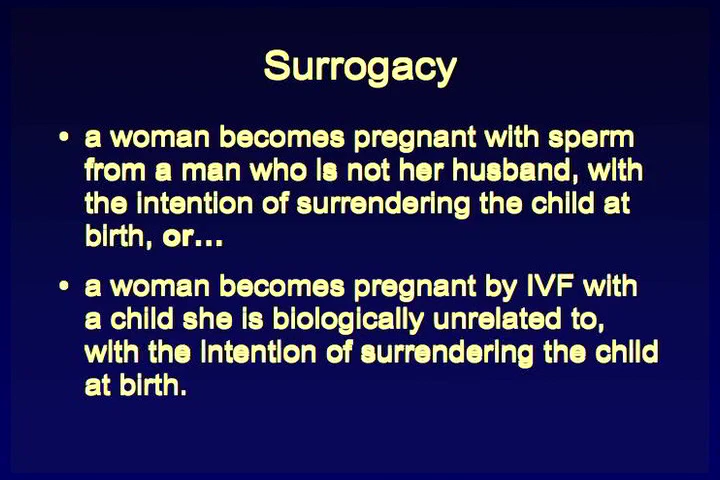 Surrogacy
• a woman becomes pregnant with sperm
from a man who is not her husband, with
the intention of surrendering the child at
birth, or...
• a woman becomes pregnant by IVF with
a child she is biologically unrelated to,
with the intention of surrendering the child
at birth.